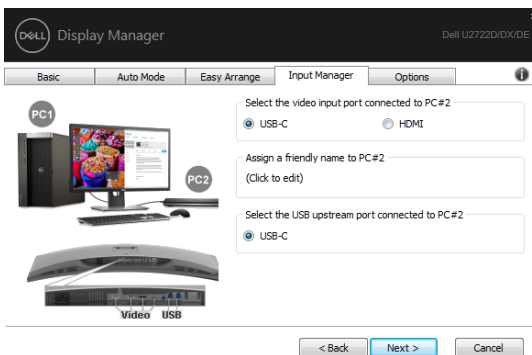 DELL Display Manager
Dell U2722D/DX/DE
Basic Auto Mode Easy Arrange Input Manager Options
Select the video input port connected to PC#2
USB-C HDMI
Assign a friendly name to PC#2
(Click to edit)
Select the USB upstream port connected to PC#2
USB-C
PC1
PC2
Video USB
< Back Next > Cancel